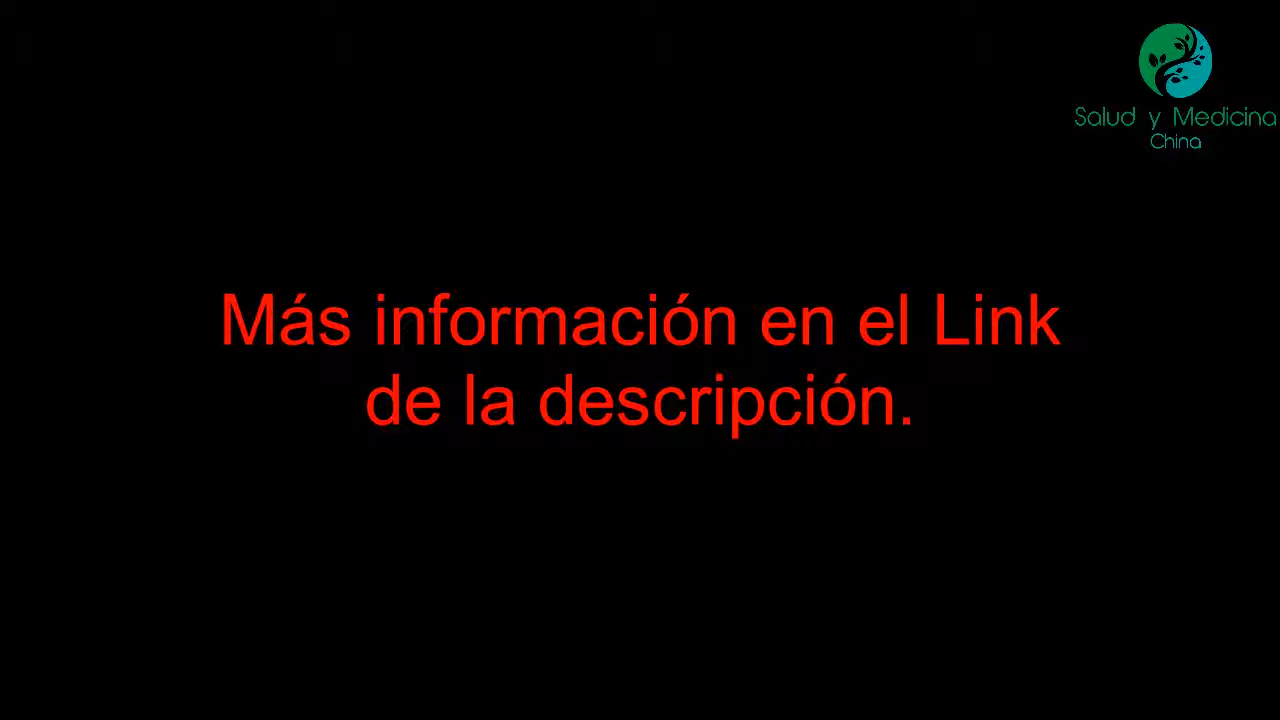 Salud y Medicina
China
Más información en el Link
de la descripción.